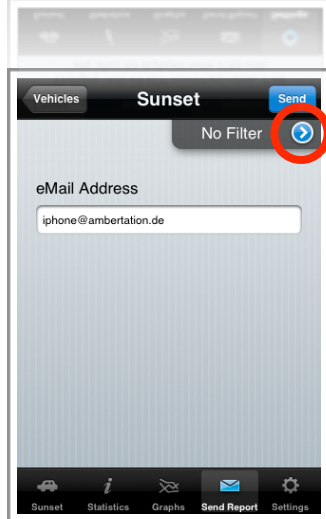 Vehicles Sunset Send
No Filter
eMail Address
iphone@ambertation.de
Sunset Statistics Graphs Send Report Settings